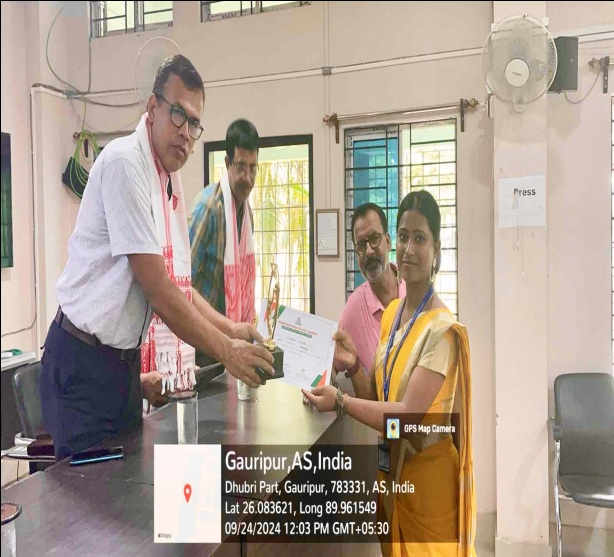 Press
GPS Map Camera
Gauripur,AS,India
Dhubri Part, Gauripur, 783331, AS, India
Lat 26.083621, Long 89.961549
09/24/2024 12:03 PM GMT+05:30